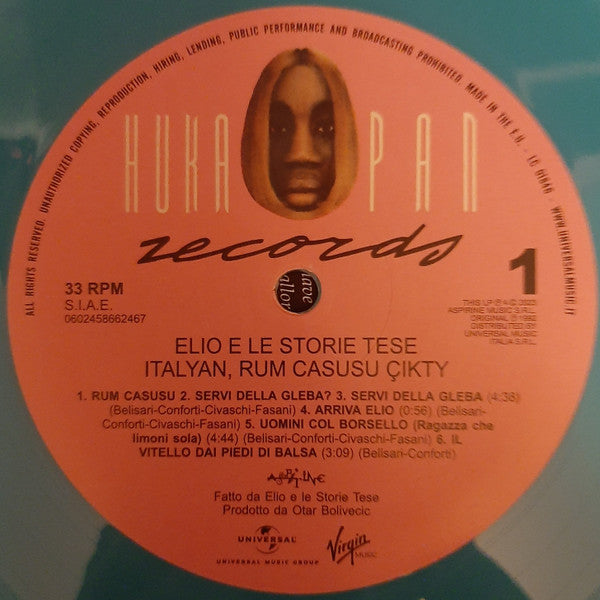 ALL RIGHTS RESERVED. UNAUTHORIZED COPYING, REPRODUCTION, HIRING, LENDING, PUBLIC PERFORMANCE AND BROADCASTING PROHIBITED. MADE IN THE E.U. - LC 01846 - WWW.UNIVERSALMUSIC.IT
HUKA PAN
records
33 RPM
S.I.A.E.
0602458662467
1
THIS LP ℗ & © 2023
ASPIRINE MUSIC S.R.L.
ORIGINAL ℗ 1992
DISTRIBUTED BY
UNIVERSAL MUSIC
ITALIA S.R.L.
ELIO E LE STORIE TESE
ITALYAN, RUM CASUSU ÇIKTY
1. RUM CASUSU 2. SERVI DELLA GLEBA? 3. SERVI DELLA GLEBA (4:36)
(Belisari-Conforti-Civaschi-Fasani) 4. ARRIVA ELIO (0:56) (Belisari-
Conforti-Civaschi-Fasani) 5. UOMINI COL BORSELLO (Ragazza che
limoni sola) (4:44) (Belisari-Conforti-Civaschi-Fasani) 6. IL
VITELLO DAI PIEDI DI BALSA (3:09) (Belisari-Conforti)
Fatto da Elio e le Storie Tese
Prodotto da Otar Bolivecic
UNIVERSAL
UNIVERSAL MUSIC GROUP
Virgin
MUSIC